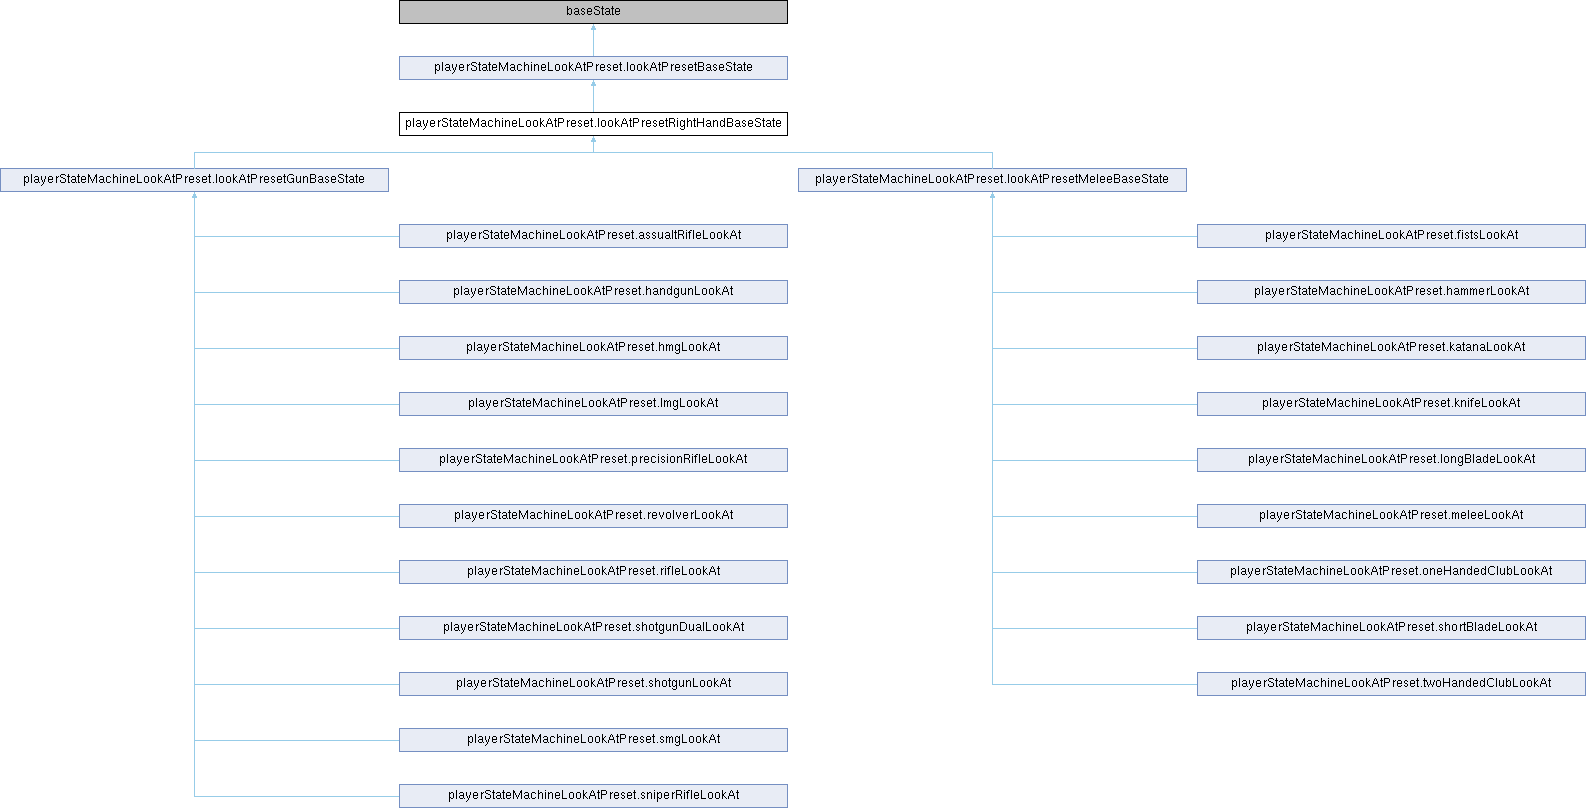 baseState
playerStateMachineLookAtPreset.lookAtPresetBaseState
playerStateMachineLookAtPreset.lookAtPresetRightHandBaseState
playerStateMachineLookAtPreset.lookAtPresetGunBaseState
playerStateMachineLookAtPreset.lookAtPresetMeleeBaseState
playerStateMachineLookAtPreset.assualtRifleLookAt
playerStateMachineLookAtPreset.fistsLookAt
playerStateMachineLookAtPreset.handgunLookAt
playerStateMachineLookAtPreset.hammerLookAt
playerStateMachineLookAtPreset.hmgLookAt
playerStateMachineLookAtPreset.katanaLookAt
playerStateMachineLookAtPreset.lmgLookAt
playerStateMachineLookAtPreset.knifeLookAt
playerStateMachineLookAtPreset.precisionRifleLookAt
playerStateMachineLookAtPreset.longBladeLookAt
playerStateMachineLookAtPreset.revolverLookAt
playerStateMachineLookAtPreset.meleeLookAt
playerStateMachineLookAtPreset.rifleLookAt
playerStateMachineLookAtPreset.oneHandedClubLookAt
playerStateMachineLookAtPreset.shotgunDualLookAt
playerStateMachineLookAtPreset.shortBladeLookAt
playerStateMachineLookAtPreset.shotgunLookAt
playerStateMachineLookAtPreset.twoHandedClubLookAt
playerStateMachineLookAtPreset.smgLookAt
playerStateMachineLookAtPreset.sniperRifleLookAt